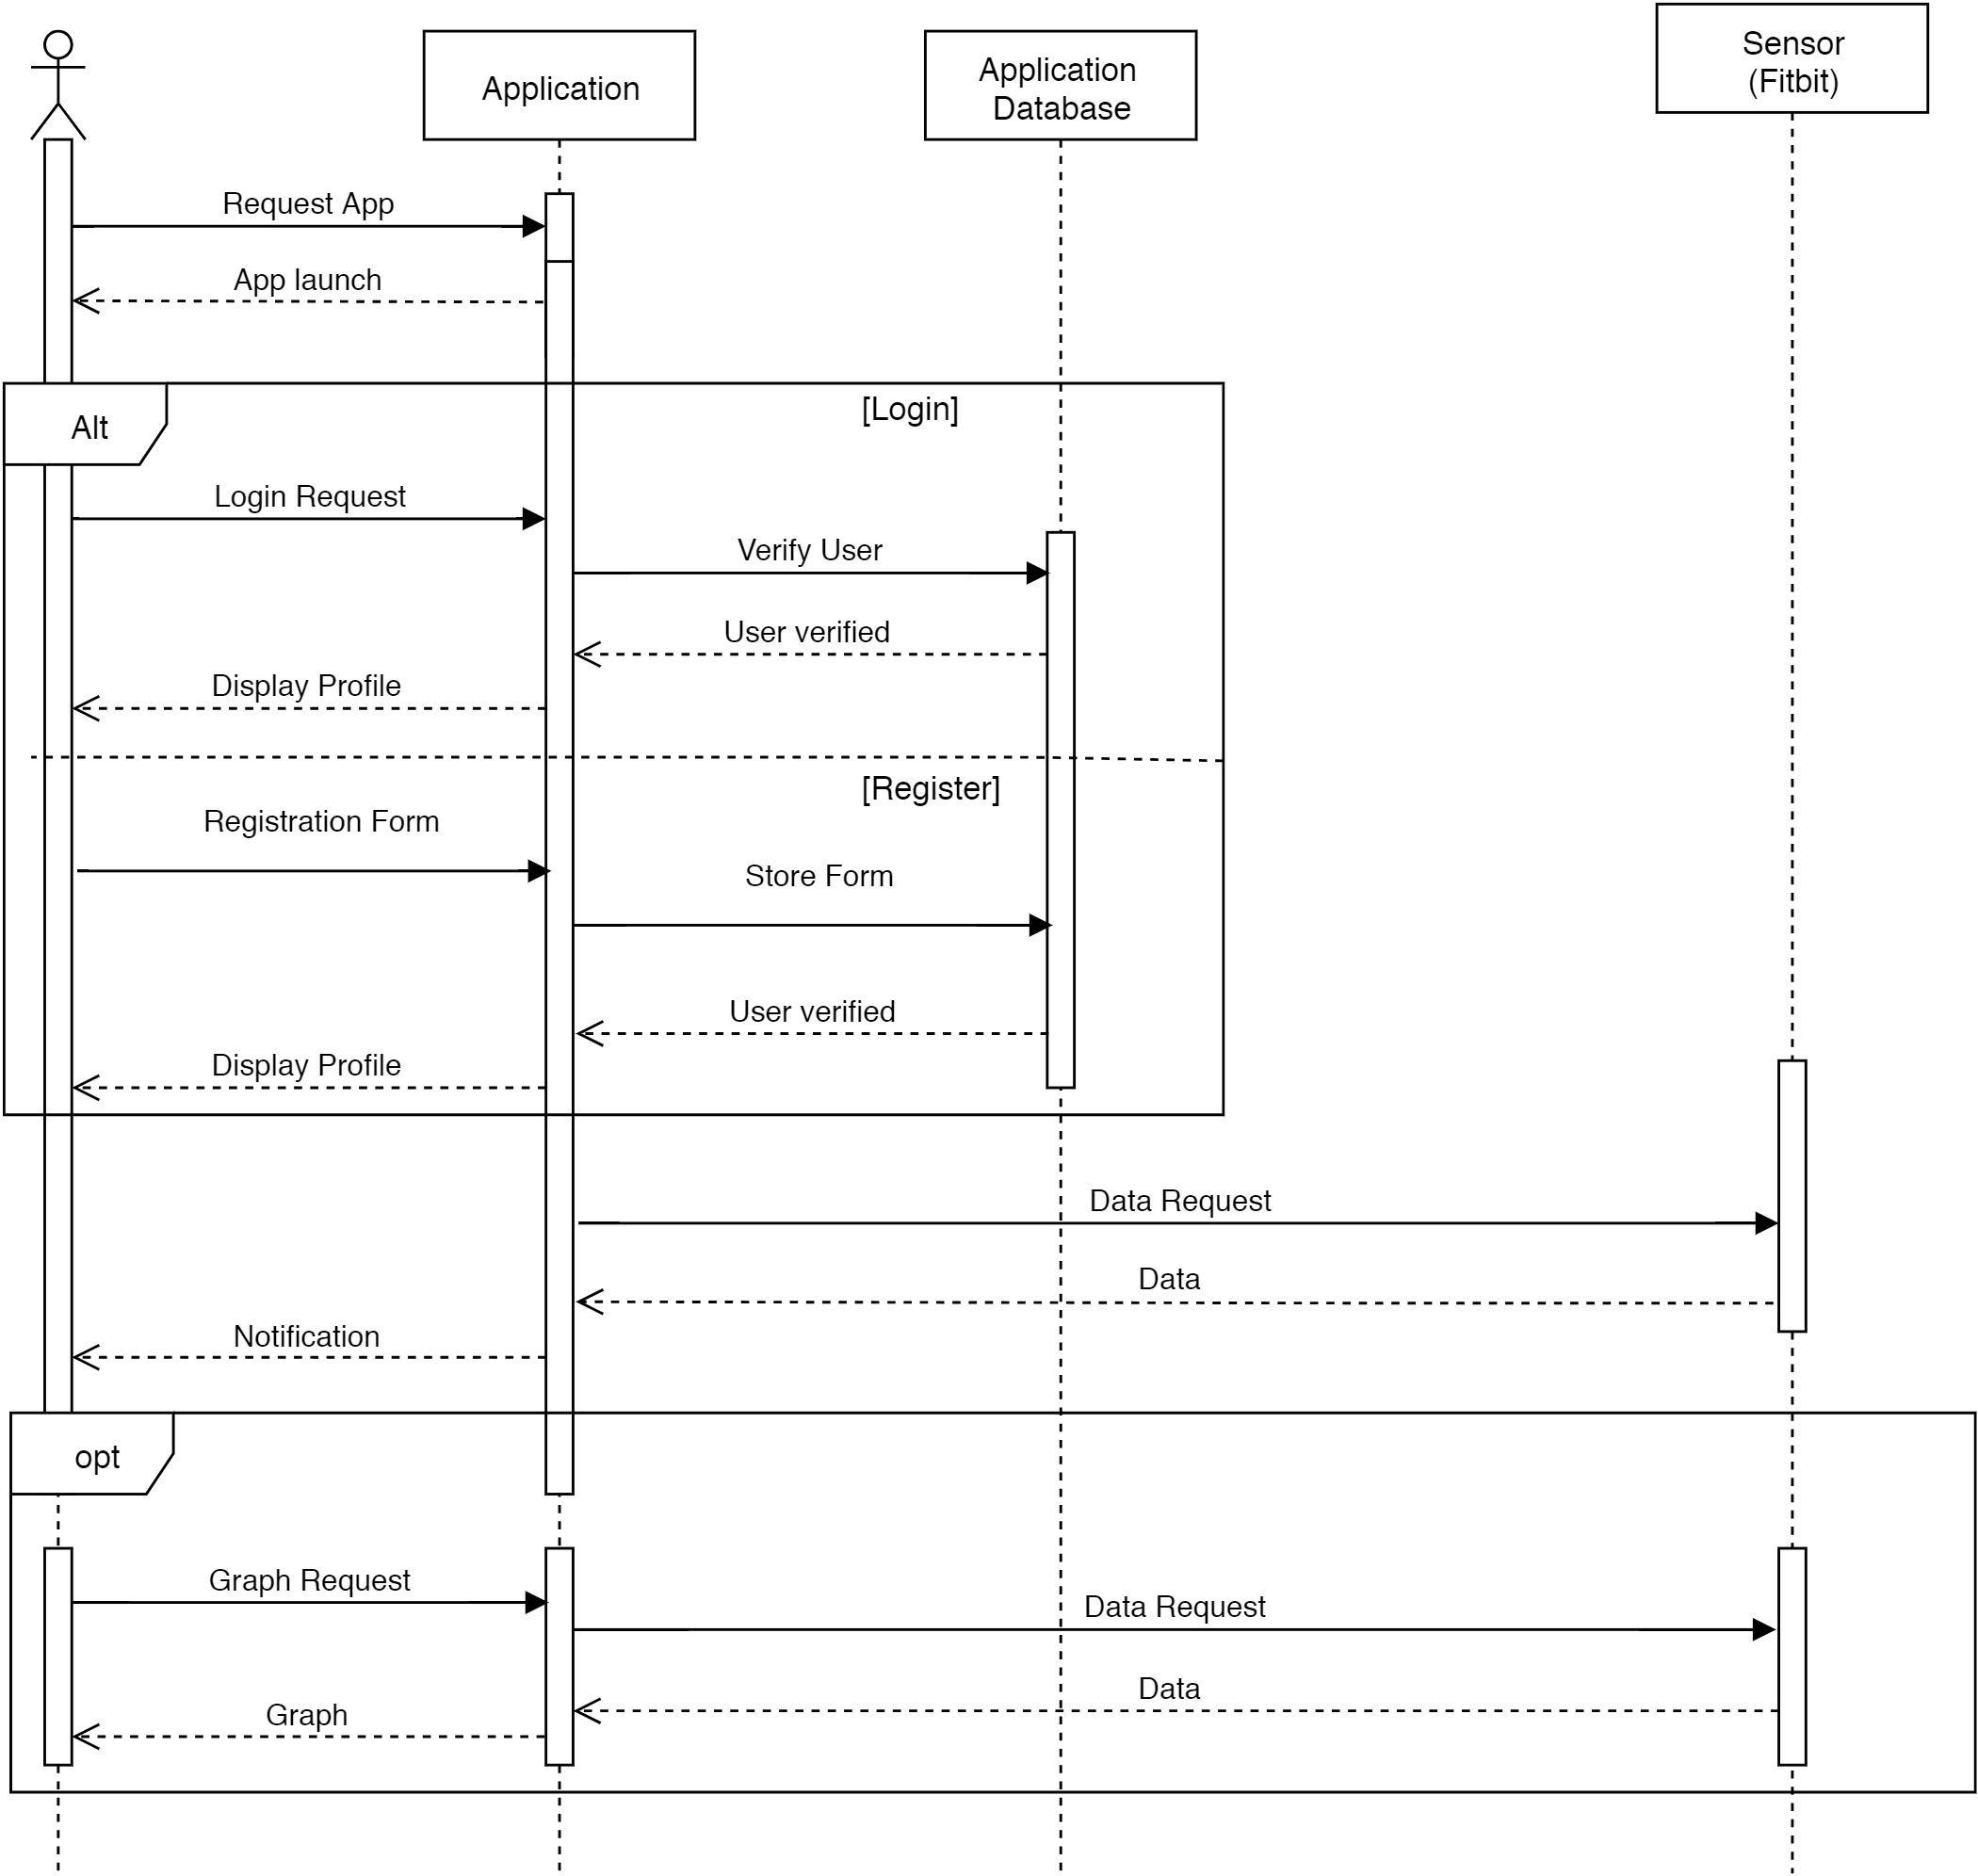 Application
Application
Database
Sensor
(Fitbit)
Request App
App launch
Alt
[Login]
Login Request
Verify User
User verified
Display Profile
[Register]
Registration Form
Store Form
User verified
Display Profile
Data Request
Data
Notification
opt
Graph Request
Data Request
Data
Graph